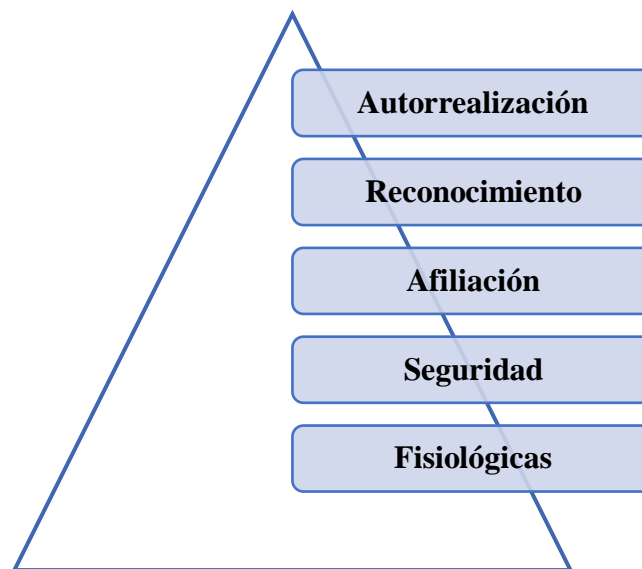 Autorrealización
Reconocimiento
Afiliación
Seguridad
Fisiológicas